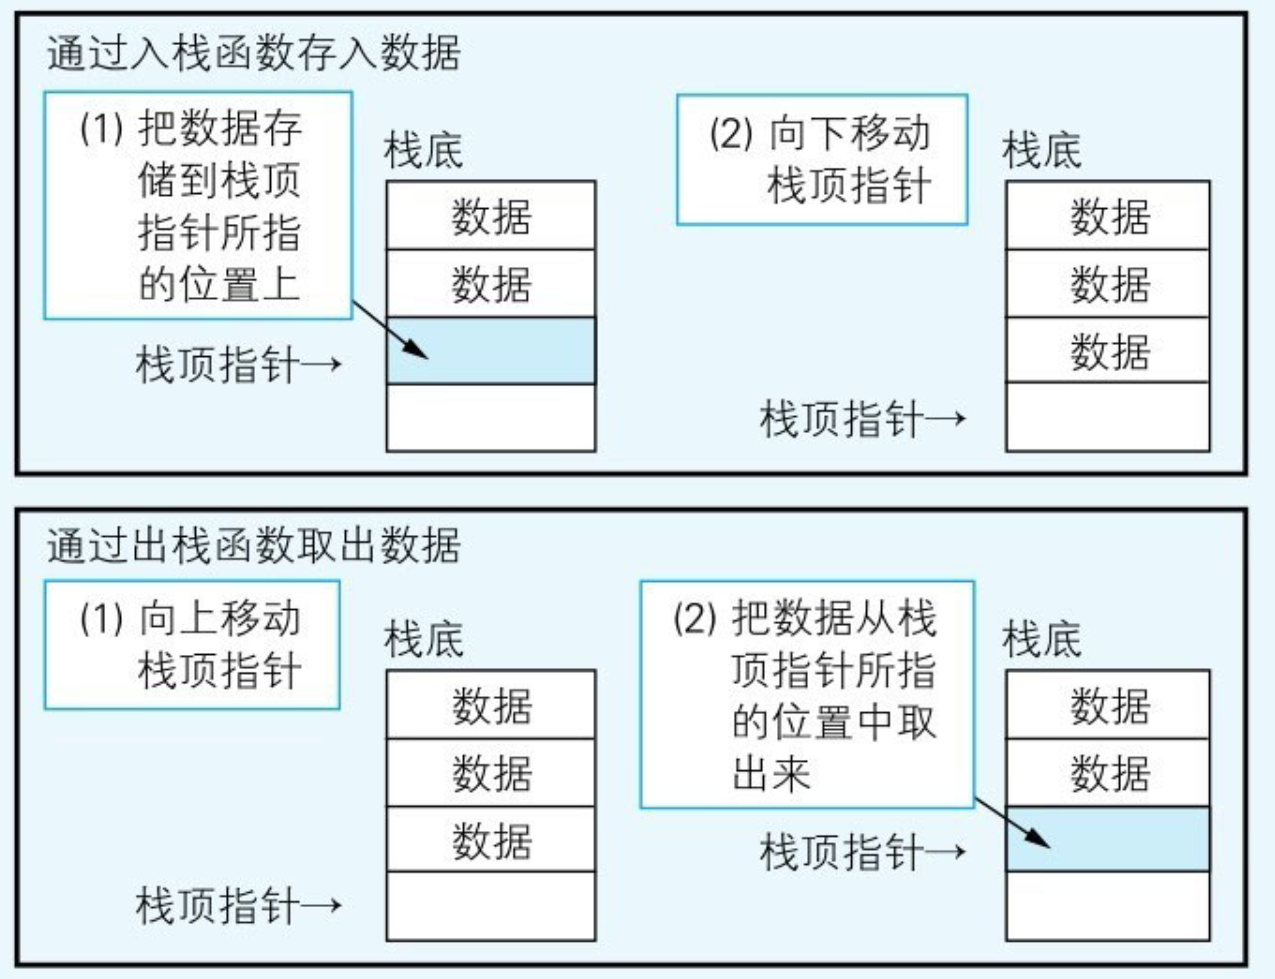 通过入栈函数存入数据
(1) 把数据存
储到栈顶
指针所指
的位置上
栈底
数据
数据
栈顶指针→
(2) 向下移动
栈顶指针
栈底
数据
数据
数据
栈顶指针→
通过出栈函数取出数据
(1) 向上移动
栈顶指针
栈底
数据
数据
数据
栈顶指针→
(2) 把数据从栈
顶指针所指
的位置中取
出来
栈底
数据
数据
栈顶指针→